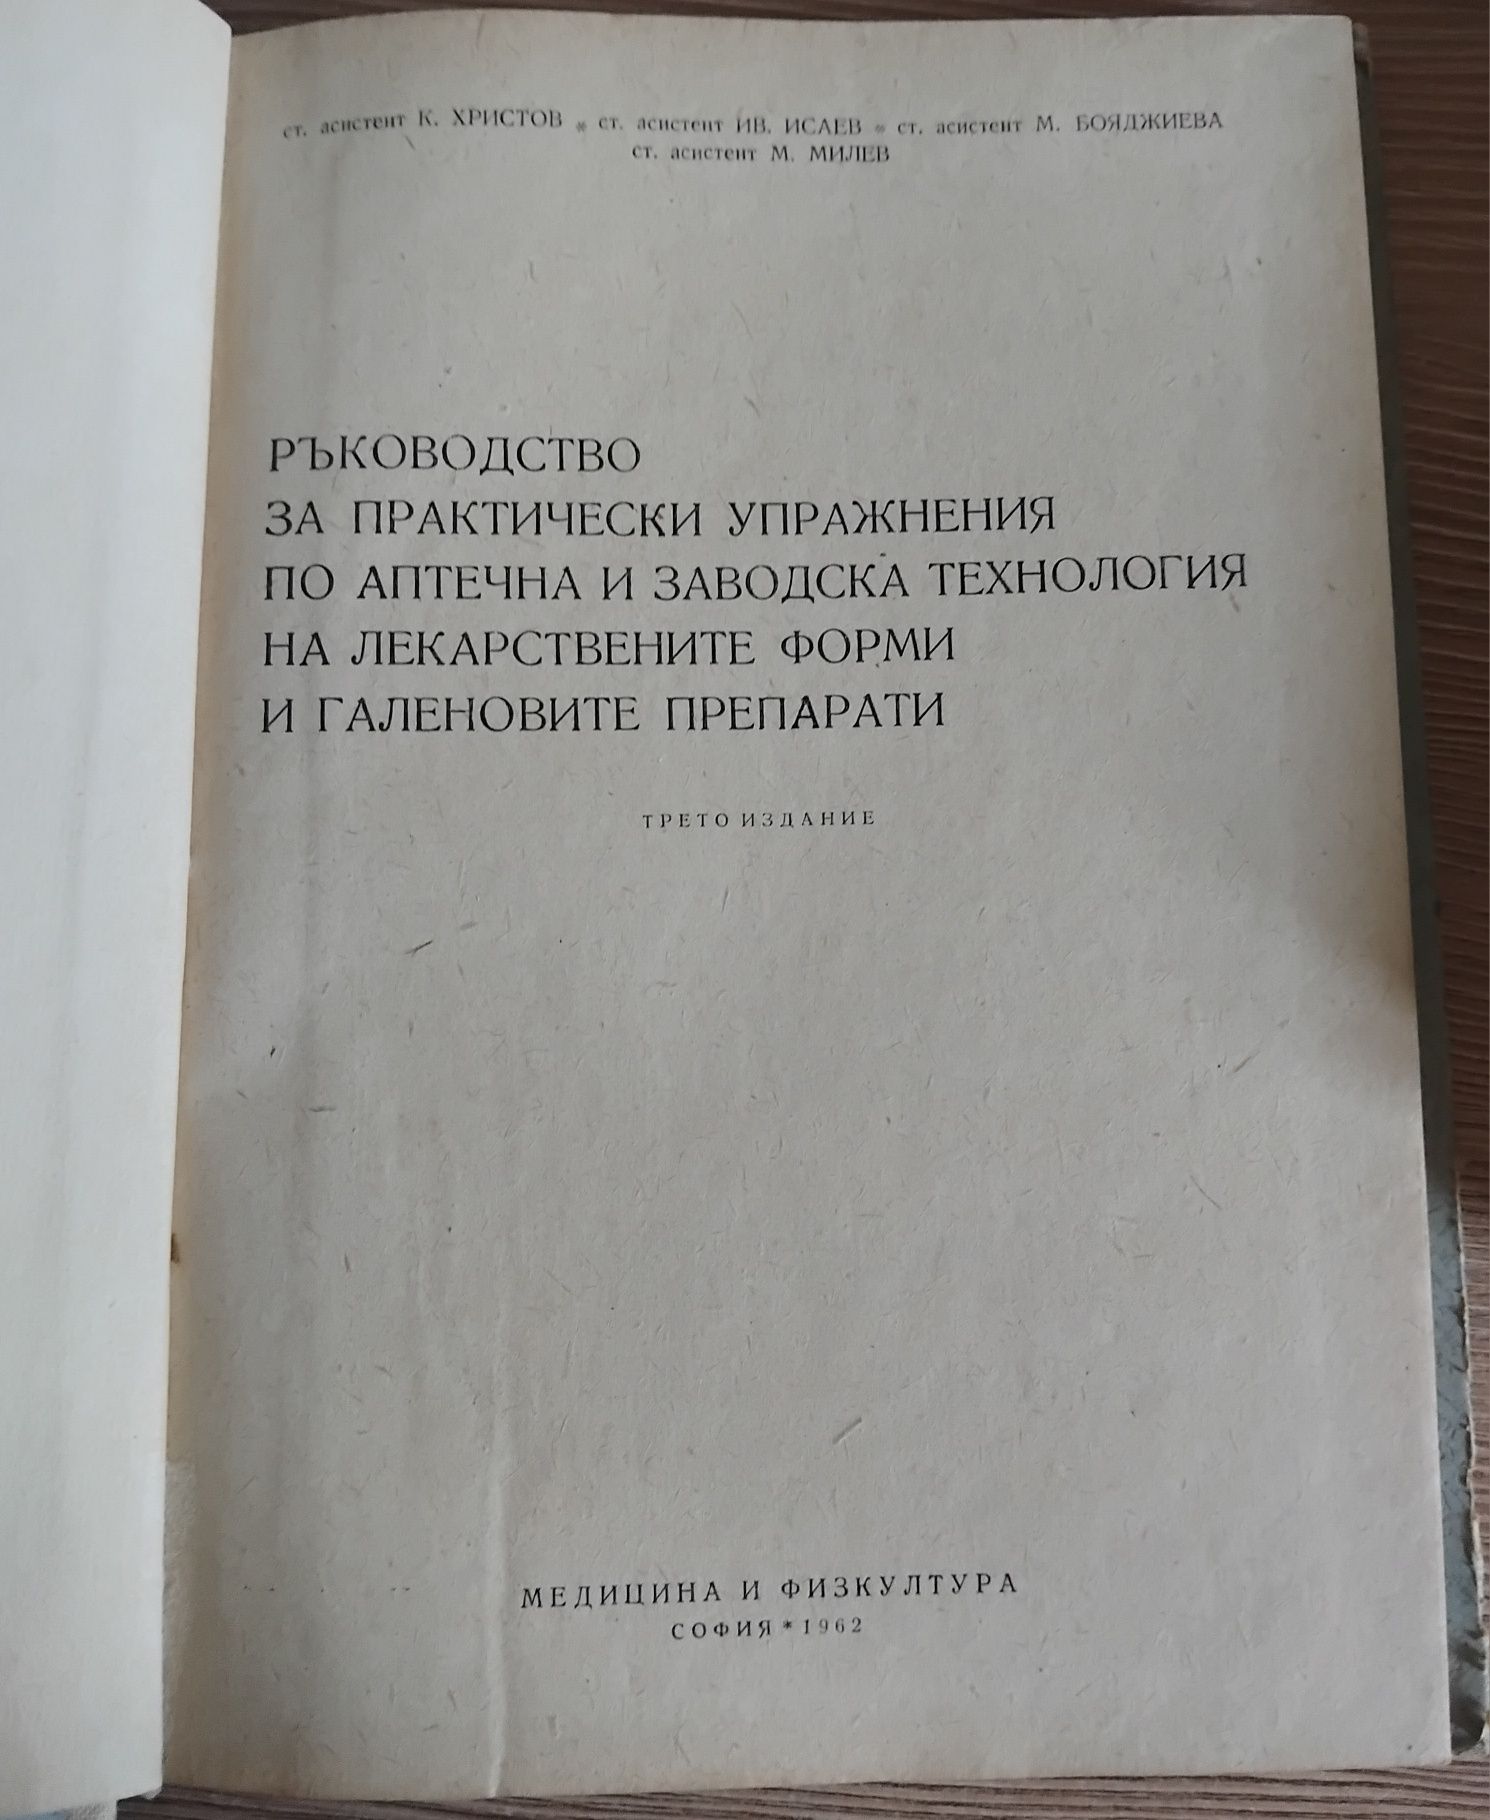 ст. асистент К. ХРИСТОВ * ст. асистент ИВ. ИСАЕВ * ст. асистент М. БОЯДЖИЕВА
ст. асистент М. МИЛЕВ
РЪКОВОДСТВО
ЗА ПРАКТИЧЕСКИ УПРАЖНЕНИЯ
ПО АПТЕЧНА И ЗАВОДСКА ТЕХНОЛОГИЯ
НА ЛЕКАРСТВЕНИТЕ ФОРМИ
И ГАЛЕНОВИТЕ ПРЕПАРАТИ
ТРЕТО ИЗДАНИЕ
МЕДИЦИНА И ФИЗКУЛТУРА
СОФИЯ * 1962